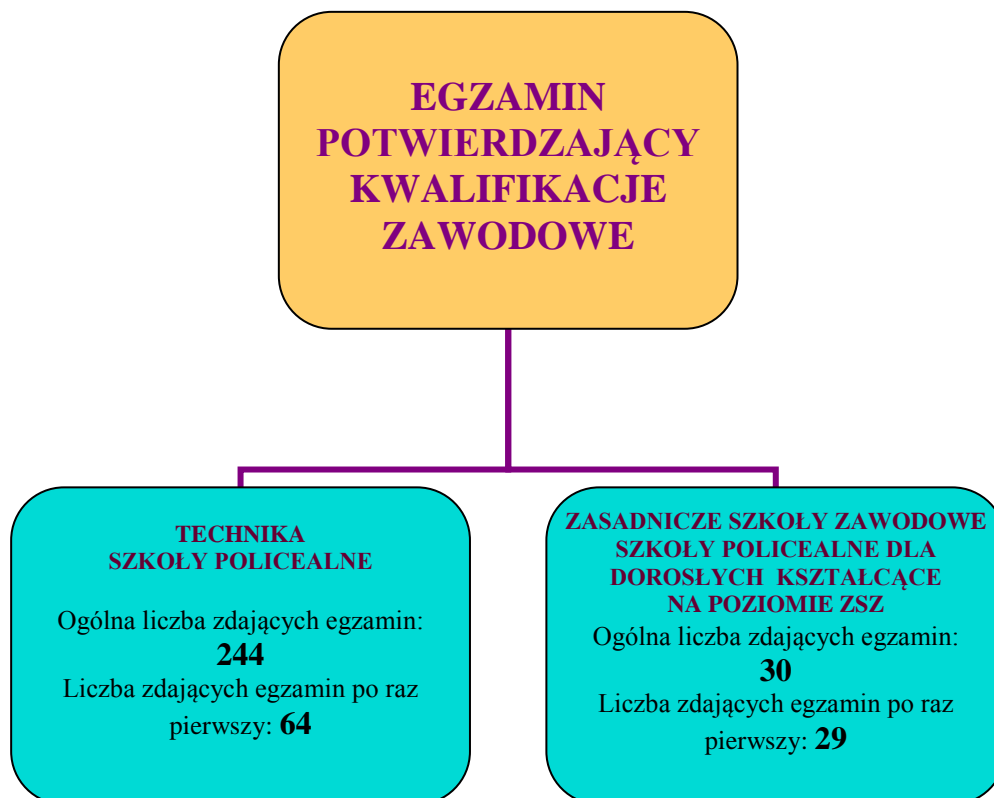 EGZAMIN
POTWIERDZAJĄCY
KWALIFIKACJE
ZAWODOWE
TECHNIKA
SZKOŁY POLICEALNE
Ogólna liczba zdających egzamin:
244
Liczba zdających egzamin po raz
pierwszy: 64
ZASADNICZE SZKOŁY ZAWODOWE
SZKOŁY POLICEALNE DLA
DOROSŁYCH KSZTAŁCĄCE
NA POZIOMIE ZSZ
Ogólna liczba zdających egzamin:
30
Liczba zdających egzamin po raz
pierwszy: 29